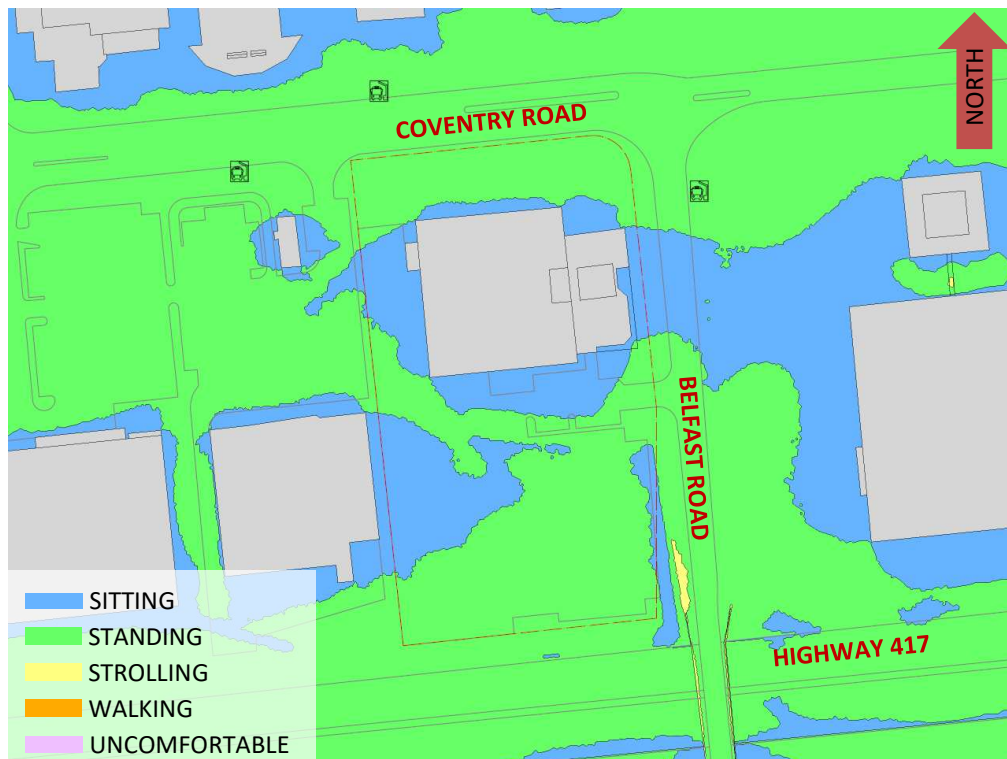 NORTH
COVENTRY ROAD
BELFAST ROAD
HIGHWAY 417
SITTING
STANDING
STROLLING
WALKING
UNCOMFORTABLE